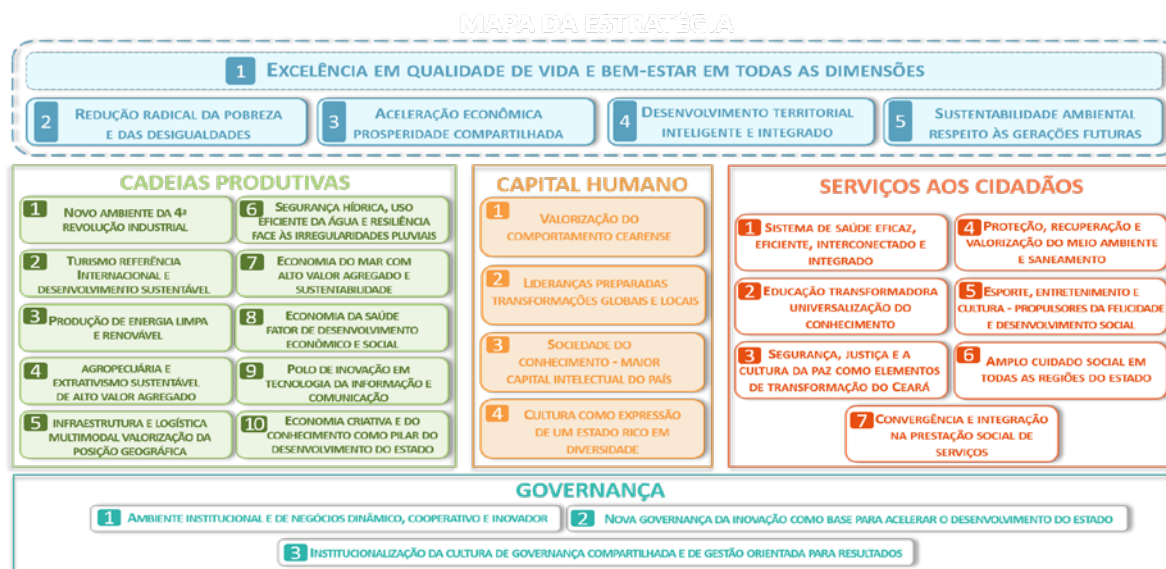 MAPA DA ESTRATÉGIA
1 EXCELÊNCIA EM QUALIDADE DE VIDA E BEM-ESTAR EM TODAS AS DIMENSÕES
2 REDUÇÃO RADICAL DA POBREZA
E DAS DESIGUALDADES
3 ACELERAÇÃO ECONÔMICA
PROSPERIDADE COMPARTILHADA
4 DESENVOLVIMENTO TERRITORIAL
INTELIGENTE E INTEGRADO
5 SUSTENTABILIDADE AMBIENTAL
RESPEITO ÀS GERAÇÕES FUTURAS
CADEIAS PRODUTIVAS
1 NOVO AMBIENTE DA 4ª
REVOLUÇÃO INDUSTRIAL
2 TURISMO REFERÊNCIA
INTERNACIONAL E
DESENVOLVIMENTO SUSTENTÁVEL
3 PRODUÇÃO DE ENERGIA LIMPA
E RENOVÁVEL
4 AGROPECUÁRIA E
EXTRATIVISMO SUSTENTÁVEL
DE ALTO VALOR AGREGADO
5 INFRAESTRUTURA E LOGÍSTICA
MULTIMODAL VALORIZAÇÃO DA
POSIÇÃO GEOGRÁFICA
6 SEGURANÇA HÍDRICA, USO
EFICIENTE DA ÁGUA E RESILIÊNCIA
FACE ÀS IRREGULARIDADES PLUVIAIS
7 ECONOMIA DO MAR COM
ALTO VALOR AGREGADO E
SUSTENTABILIDADE
8 ECONOMIA DA SAÚDE
FATOR DE DESENVOLVIMENTO
ECONÔMICO E SOCIAL
9 POLO DE INOVAÇÃO EM
TECNOLOGIA DA INFORMAÇÃO E
COMUNICAÇÃO
10 ECONOMIA CRIATIVA E DO
CONHECIMENTO COMO PILAR DO
DESENVOLVIMENTO DO ESTADO
CAPITAL HUMANO
1 VALORIZAÇÃO DO
COMPORTAMENTO CEARENSE
2 LIDERANÇAS PREPARADAS
TRANSFORMAÇÕES GLOBAIS E LOCAIS
3 SOCIEDADE DO
CONHECIMENTO - MAIOR
CAPITAL INTELECTUAL DO PAÍS
4 CULTURA COMO EXPRESSÃO
DE UM ESTADO RICO EM
DIVERSIDADE
SERVIÇOS AOS CIDADÃOS
1 SISTEMA DE SAÚDE EFICAZ,
EFICIENTE, INTERCONECTADO E
INTEGRADO
2 EDUCAÇÃO TRANSFORMADORA
UNIVERSALIZAÇÃO DO
CONHECIMENTO
3 SEGURANÇA, JUSTIÇA E A
CULTURA DA PAZ COMO ELEMENTOS
DE TRANSFORMAÇÃO DO CEARÁ
4 PROTEÇÃO, RECUPERAÇÃO E
VALORIZAÇÃO DO MEIO AMBIENTE
E SANEAMENTO
5 ESPORTE, ENTRETENIMENTO E
CULTURA - PROPULSORES DA FELICIDADE
E DESENVOLVIMENTO SOCIAL
6 AMPLO CUIDADO SOCIAL EM
TODAS AS REGIÕES DO ESTADO
7 CONVERGÊNCIA E INTEGRAÇÃO
NA PRESTAÇÃO SOCIAL DE
SERVIÇOS
GOVERNANÇA
1 AMBIENTE INSTITUCIONAL E DE NEGÓCIOS DINÂMICO, COOPERATIVO E INOVADOR
2 NOVA GOVERNANÇA DA INOVAÇÃO COMO BASE PARA ACELERAR O DESENVOLVIMENTO DO ESTADO
3 INSTITUCIONALIZAÇÃO DA CULTURA DE GOVERNANÇA COMPARTILHADA E DE GESTÃO ORIENTADA PARA RESULTADOS